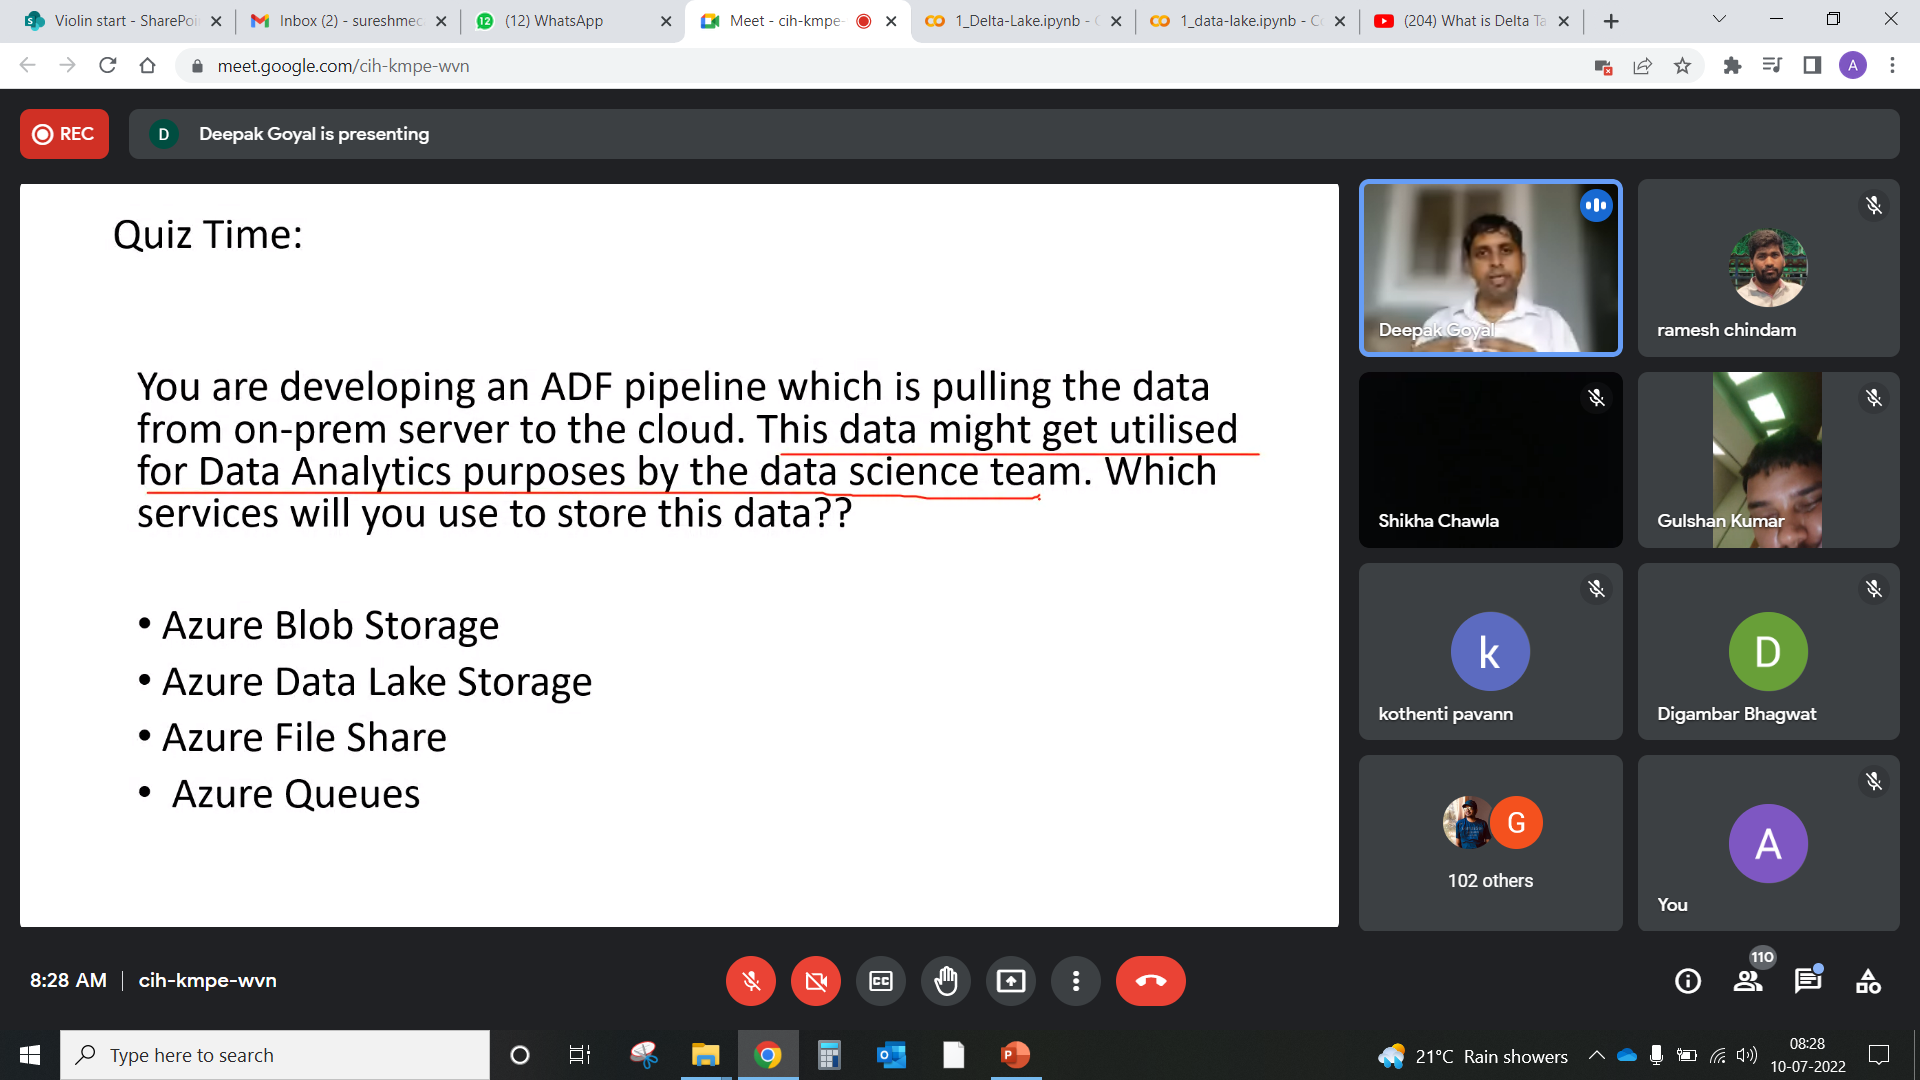 Violin start - SharePoi
Inbox (2) - sureshmec
(12) WhatsApp
Meet - cih-kmpe-
1_Delta-Lake.ipynb - C
1_data-lake.ipynb - Co
(204) What is Delta Ta
meet.google.com/cih-kmpe-wvn
A
REC
D
Deepak Goyal is presenting
Quiz Time:
You are developing an ADF pipeline which is pulling the data
from on-prem server to the cloud. This data might get utilised
for Data Analytics purposes by the data science team. Which
services will you use to store this data??
• Azure Blob Storage
• Azure Data Lake Storage
• Azure File Share
• Azure Queues
Deepak Goyal
ramesh chindam
Shikha Chawla
Gulshan Kumar
k
kothenti pavann
D
Digambar Bhagwat
G
102 others
A
You
8:28 AM | cih-kmpe-wvn
CC
110
Type here to search
21°C Rain showers
08:28
10-07-2022